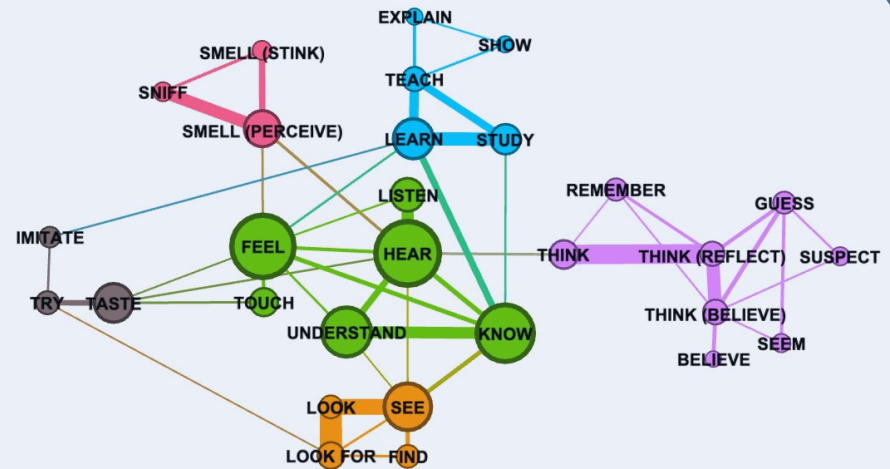 EXPLAIN
SHOW
SMELL (STINK)
TEACH
SNIFF
SMELL (PERCEIVE)
LEARN
STUDY
LISTEN
REMEMBER
GUESS
IMITATE
FEEL
HEAR
THINK
THINK (REFLECT)
SUSPECT
TRY
TASTE
TOUCH
UNDERSTAND
KNOW
THINK (BELIEVE)
SEEM
BELIEVE
LOOK
SEE
LOOK FOR
FIND